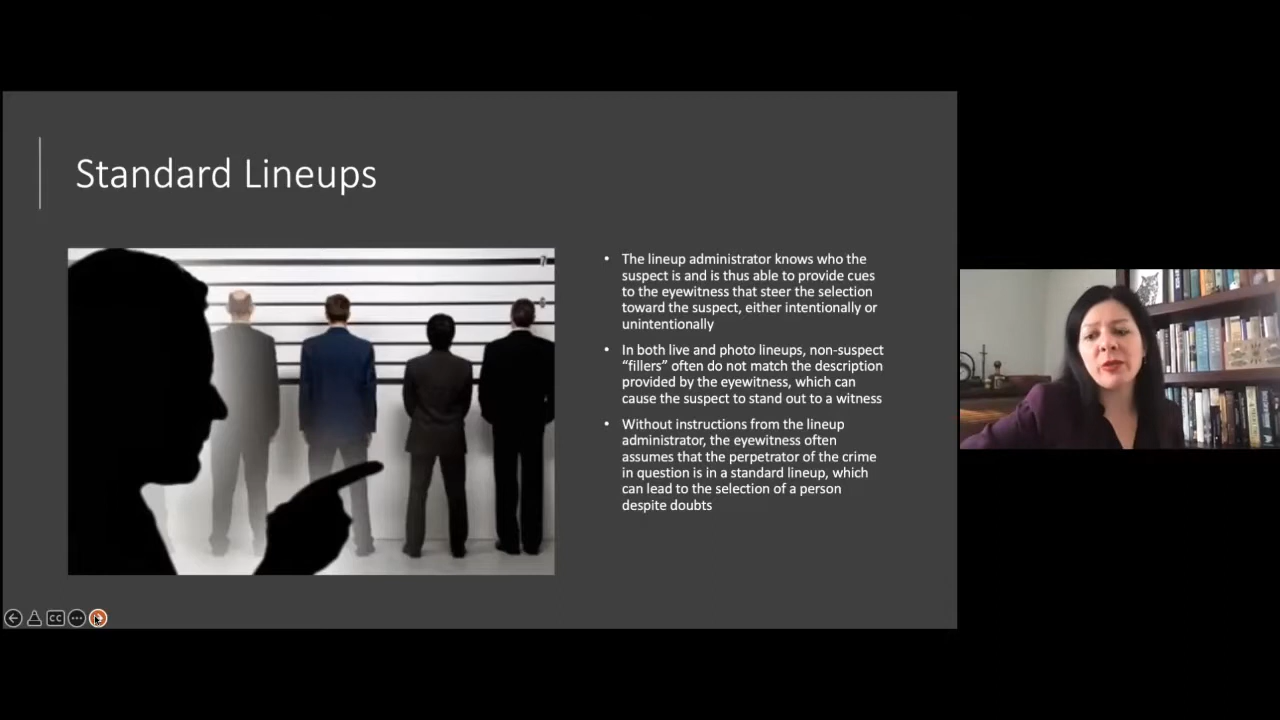 Standard Lineups
• The lineup administrator knows who the
suspect is and is thus able to provide cues
to the eyewitness that steer the selection
toward the suspect, either intentionally or
unintentionally
• In both live and photo lineups, non-suspect
“fillers” often do not match the description
provided by the eyewitness, which can
cause the suspect to stand out to a witness
• Without instructions from the lineup
administrator, the eyewitness often
assumes that the perpetrator of the crime
in question is in a standard lineup, which
can lead to the selection of a person
despite doubts
CC